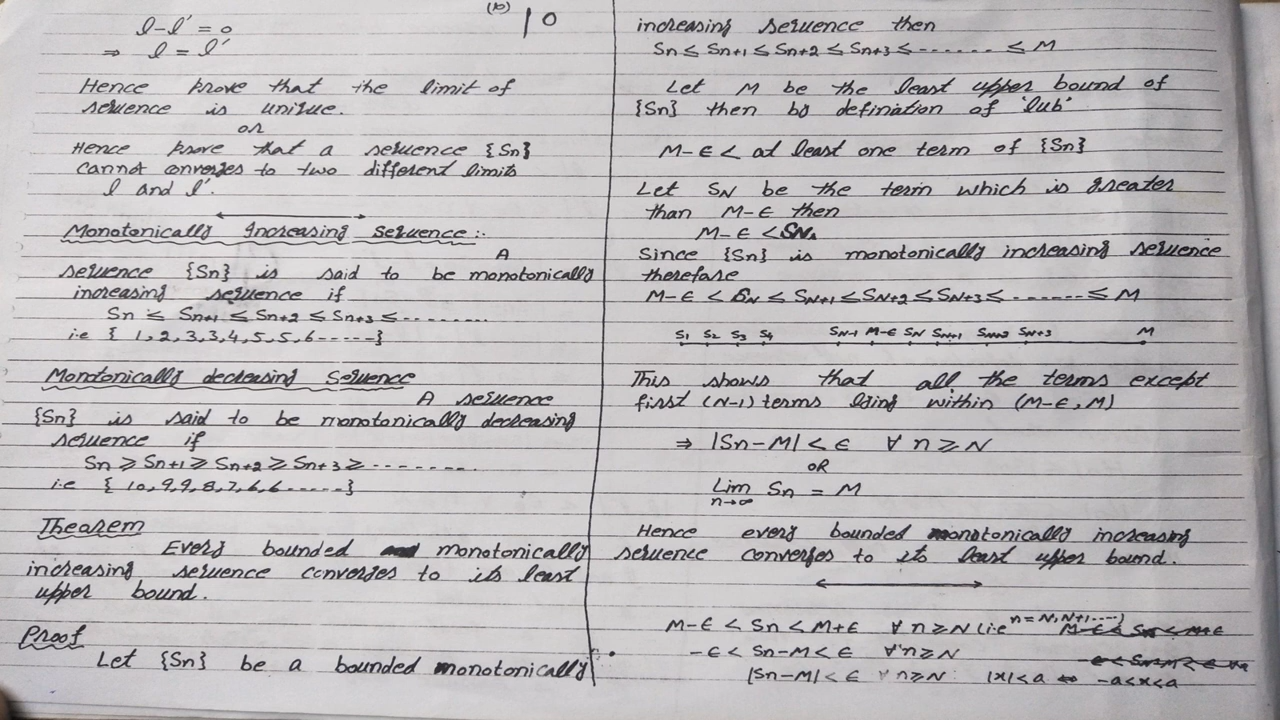 (10)
10
l-l' = 0
⇒ l = l'
Hence prove that the limit of
sequence is unique.
or
Hence prove that a sequence {Sn}
cannot converges to two different limits
l and l'.
Monotonically Increasing Sequence :-
A
sequence {Sn} is said to be monotonically
increasing sequence if
Sn ≤ Sn+1 ≤ Sn+2 ≤ Sn+3 ≤ ---------
i.e { 1,2,3,3,4,5,5,6-----}
Monotonically decreasing Sequence
A sequence
{Sn} is said to be monotonically decreasing
sequence if
Sn ≥ Sn+1 ≥ Sn+2 ≥ Sn+3 ≥ ---------
i.e { 10,9,9,8,7,6,6-----}
Thearem
Every bounded monotonically
increasing sequence converges to its least
upper bound.
Proof
Let {Sn} be a bounded monotonically
increasing sequence then
Sn ≤ Sn+1 ≤ Sn+2 ≤ Sn+3 ≤ ------- ≤ M
Let M be the least upper bound of
{Sn} then by defination of 'lub'
M-ϵ < at least one term of {Sn}
Let SN be the term which is greater
than M-ϵ then
M-ϵ < SN.
Since {Sn} is monotonically increasing sequence
therefore
M-ϵ < SN ≤ SN+1 ≤ SN+2 ≤ SN+3 ≤ ------- ≤ M
S1 S2 S3 S4 SN-1 M-ϵ SN SN+1 SN+2 SN+3 M
This shows that all the terms except
first (N-1) terms lying within (M-ϵ, M)
⇒ |Sn-M| < ϵ ∀ n ≥ N
OR
Lim Sn = M
n→∞
Hence every bounded monotonically increasing
sequence converges to its least upper bound.
M-ϵ < Sn < M+ϵ ∀ n ≥ N (i.e n = N, N+1,----) M-ϵ < Sn < M+ϵ
-ϵ < Sn-M < ϵ ∀ n ≥ N -ϵ < Sn-M < ϵ
|Sn-M| < ϵ ∀ n ≥ N |x| < a ⇔ -a<x<a